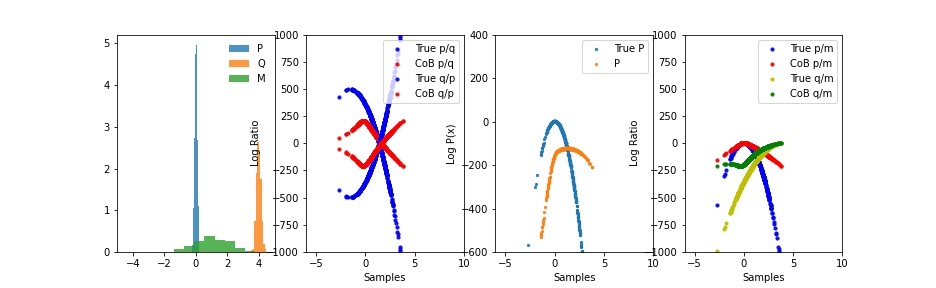 5
4
3
2
1
0
−4
−2
0
2
4
P
Q
M
Log Ratio
1000
750
500
250
0
−250
−500
−750
1000
−5
0
5
10
Samples
True p/q
CoB p/q
True q/p
CoB q/p
Log P(x)
400
200
0
−200
−400
−600
−5
0
5
10
Samples
True P
P
Log Ratio
1000
750
500
250
0
−250
−500
−750
1000
−5
0
5
10
Samples
True p/m
CoB p/m
True q/m
CoB q/m